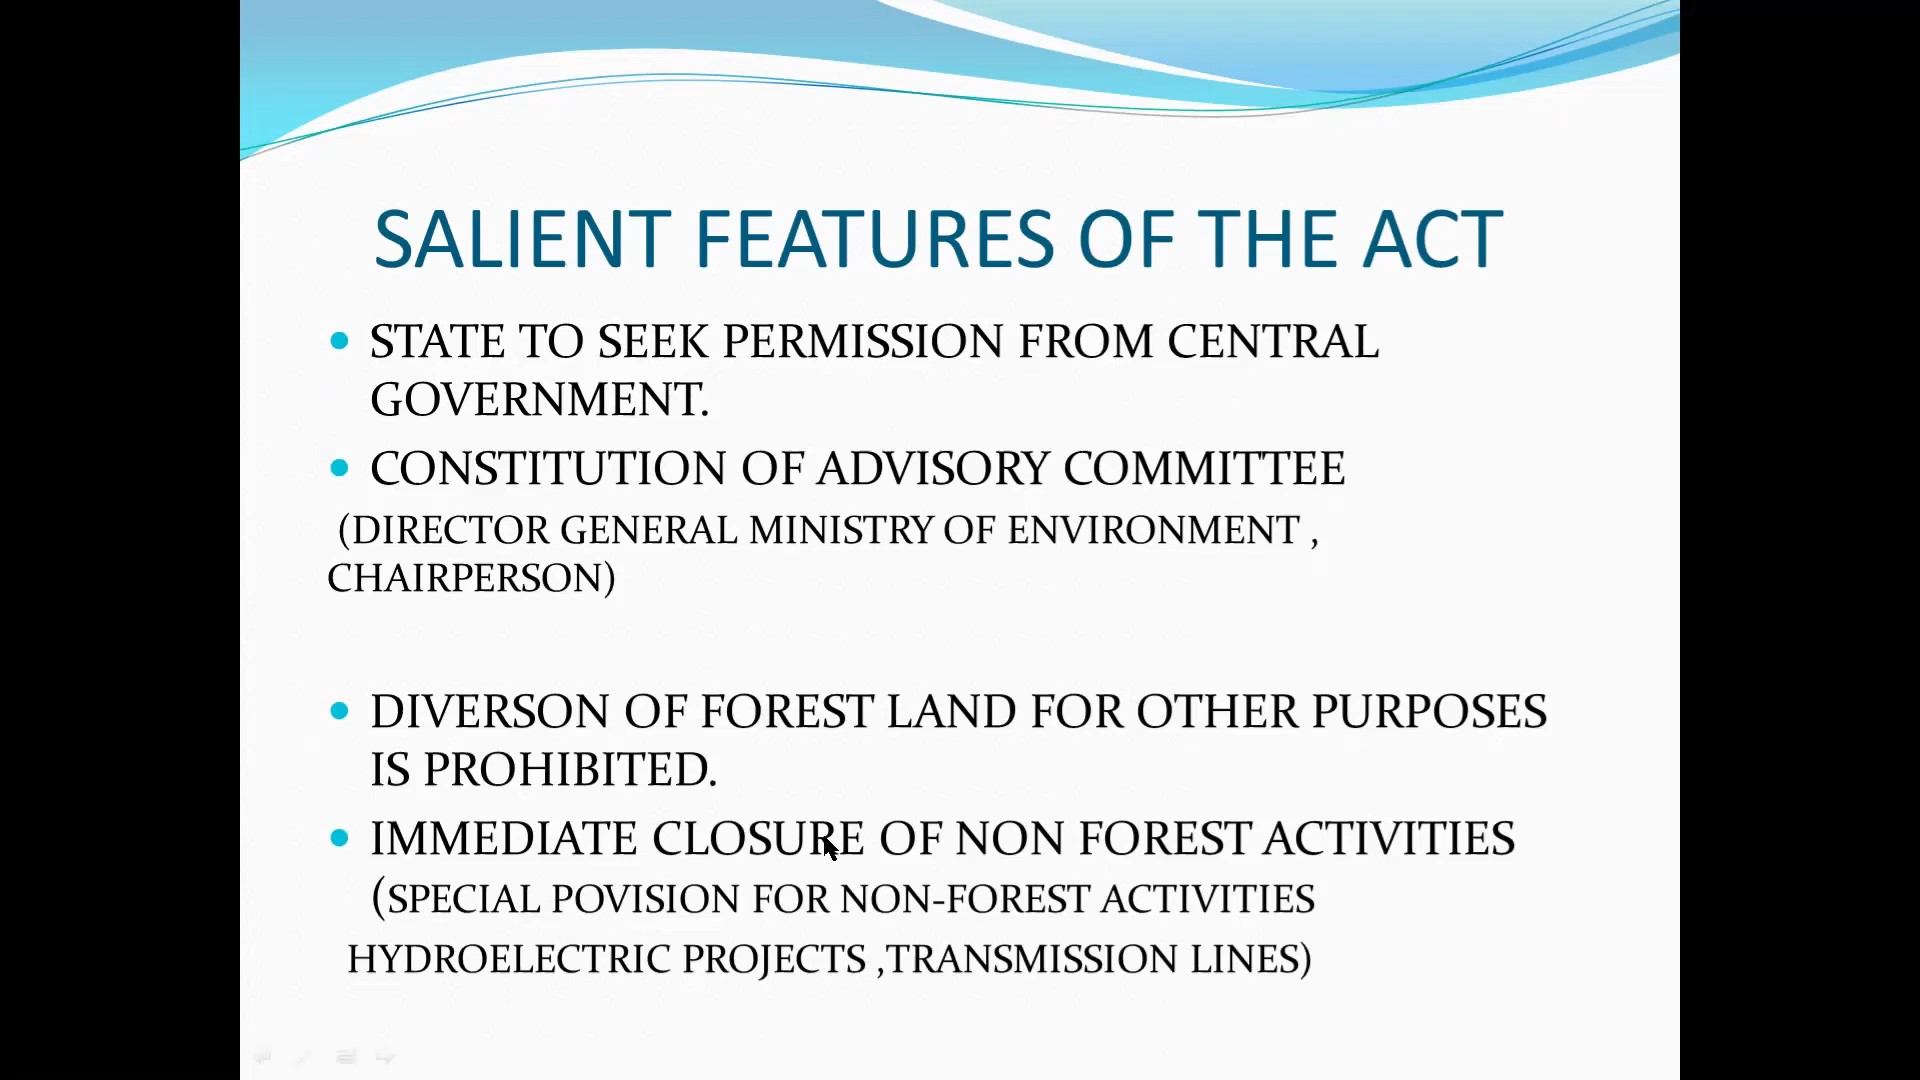 SALIENT FEATURES OF THE ACT
• STATE TO SEEK PERMISSION FROM CENTRAL
GOVERNMENT.
• CONSTITUTION OF ADVISORY COMMITTEE
(DIRECTOR GENERAL MINISTRY OF ENVIRONMENT ,
CHAIRPERSON)
• DIVERSON OF FOREST LAND FOR OTHER PURPOSES
IS PROHIBITED.
• IMMEDIATE CLOSURE OF NON FOREST ACTIVITIES
(SPECIAL POVISION FOR NON-FOREST ACTIVITIES
HYDROELECTRIC PROJECTS ,TRANSMISSION LINES)